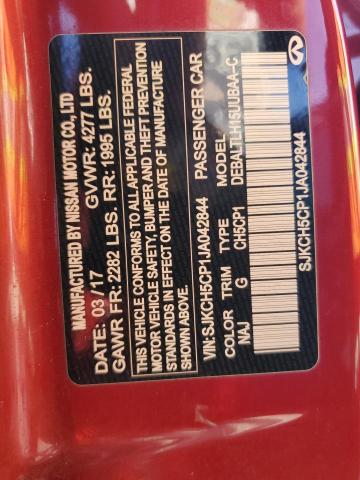 MANUFACTURED BY NISSAN MOTOR CO., LTD
DATE: 03 / 17 GVWR: 4277 LBS.
GAWR FR: 2282 LBS. RR: 1995 LBS.
THIS VEHICLE CONFORMS TO ALL APPLICABLE FEDERAL
MOTOR VEHICLE SAFETY, BUMPER AND THEFT PREVENTION
STANDARDS IN EFFECT ON THE DATE OF MANUFACTURE
SHOWN ABOVE.
VIN: SJKCH5CP1JA042844 PASSENGER CAR
COLOR TRIM TYPE MODEL
NAJ G CH5CP1 DEBALTLH15UUBAA-C
SJKCH5CP1JA042844